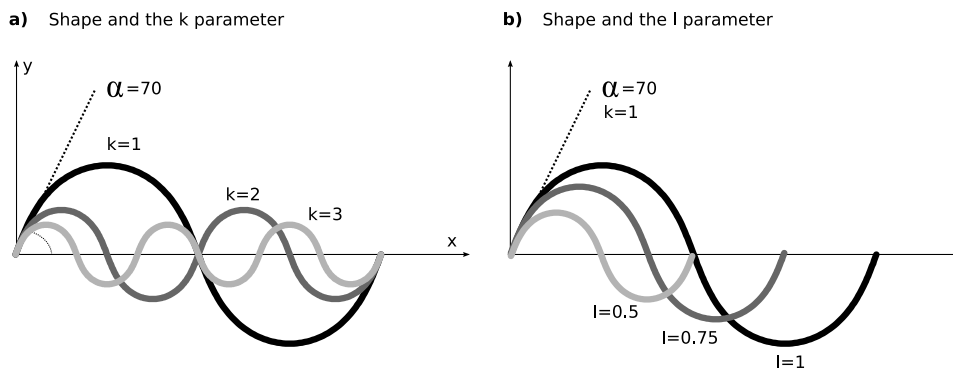 a) Shape and the k parameter
y
α=70
k=1
k=2
k=3
x
b) Shape and the l parameter
α=70
k=1
l=0.5
l=0.75
l=1